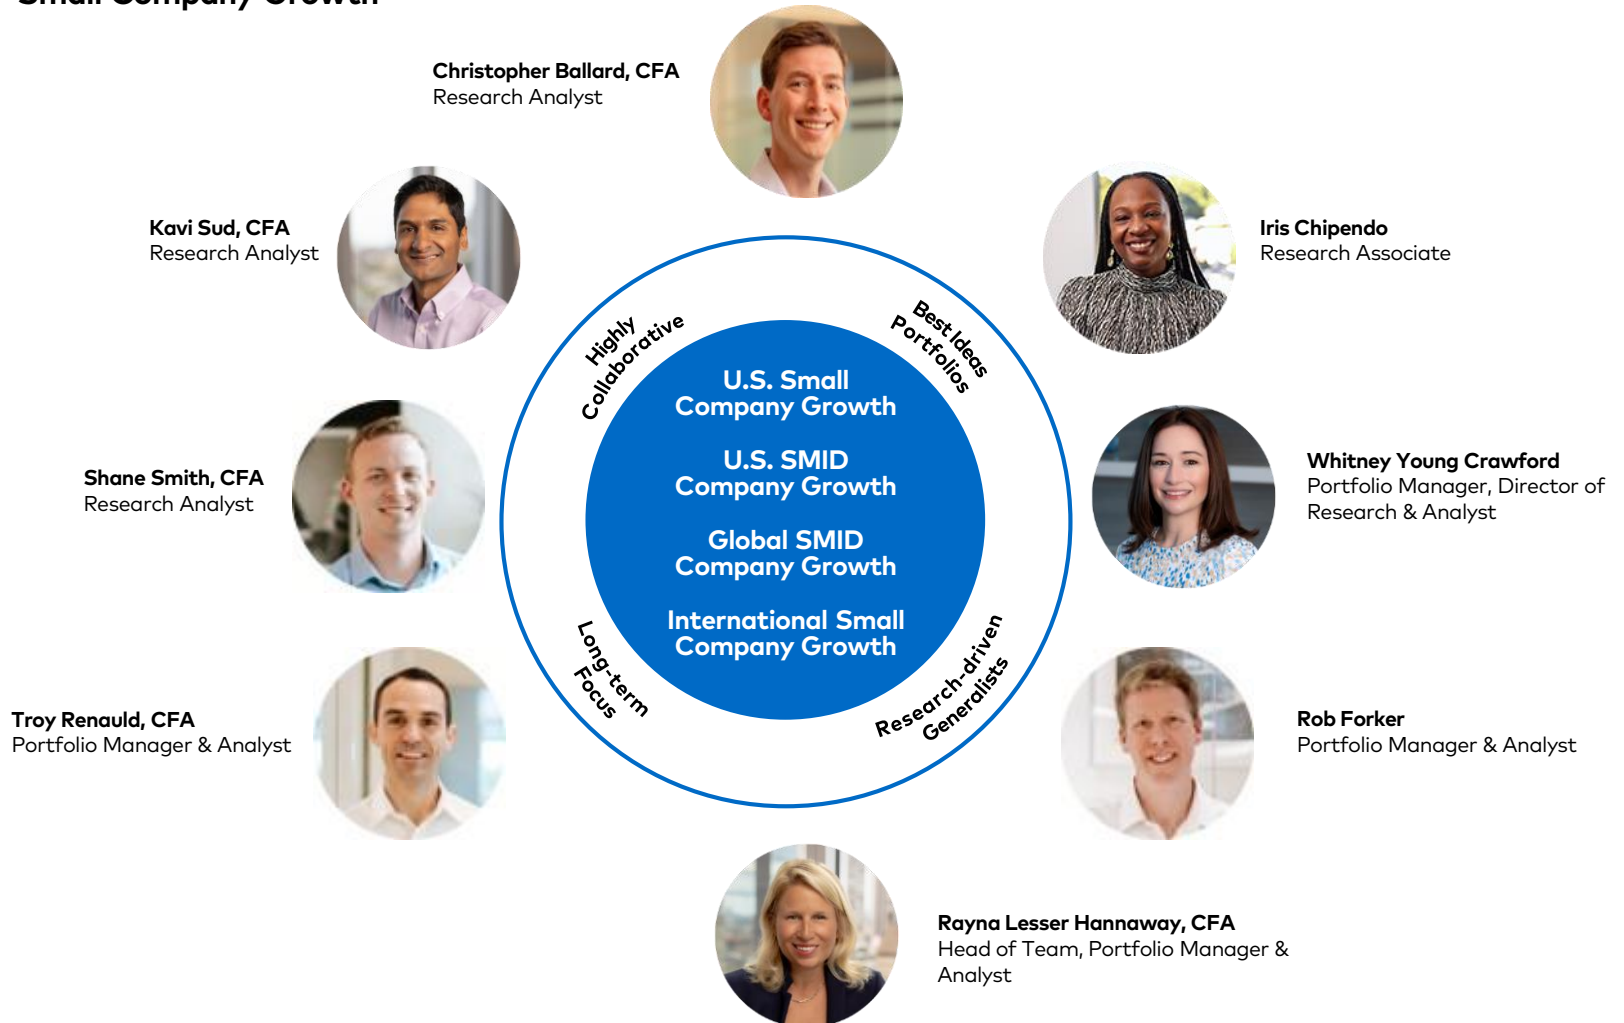 Small Company Growth
Christopher Ballard, CFA
Research Analyst
Kavi Sud, CFA
Research Analyst
Iris Chipendo
Research Associate
Highly
Collaborative
Best Ideas
Portfolios
U.S. Small
Company Growth
U.S. SMID
Company Growth
Global SMID
Company Growth
International Small
Company Growth
Shane Smith, CFA
Research Analyst
Whitney Young Crawford
Portfolio Manager, Director of
Research & Analyst
Long-term
Focus
Research-driven
Generalists
Troy Renauld, CFA
Portfolio Manager & Analyst
Rob Forker
Portfolio Manager & Analyst
Rayna Lesser Hannaway, CFA
Head of Team, Portfolio Manager &
Analyst